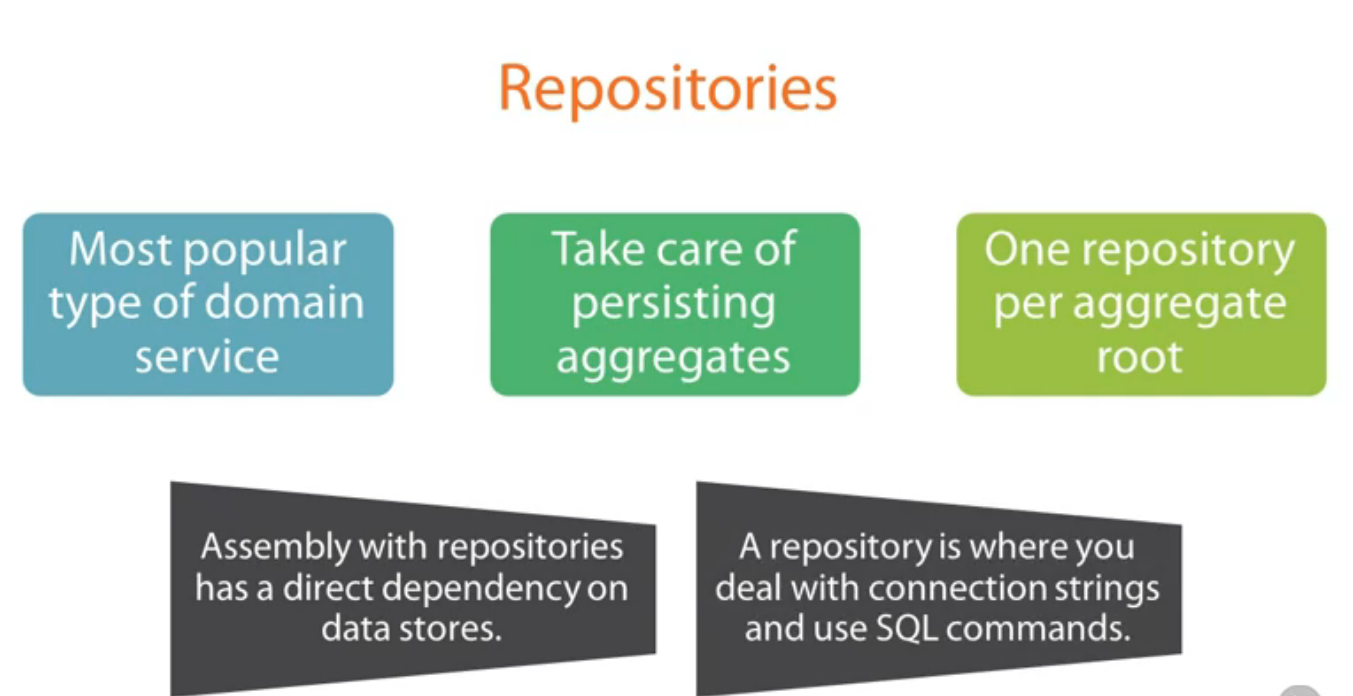 Repositories
Most popular
type of domain
service
Take care of
persisting
aggregates
One repository
per aggregate
root
Assembly with repositories
has a direct dependency on
data stores.
A repository is where you
deal with connection strings
and use SQL commands.